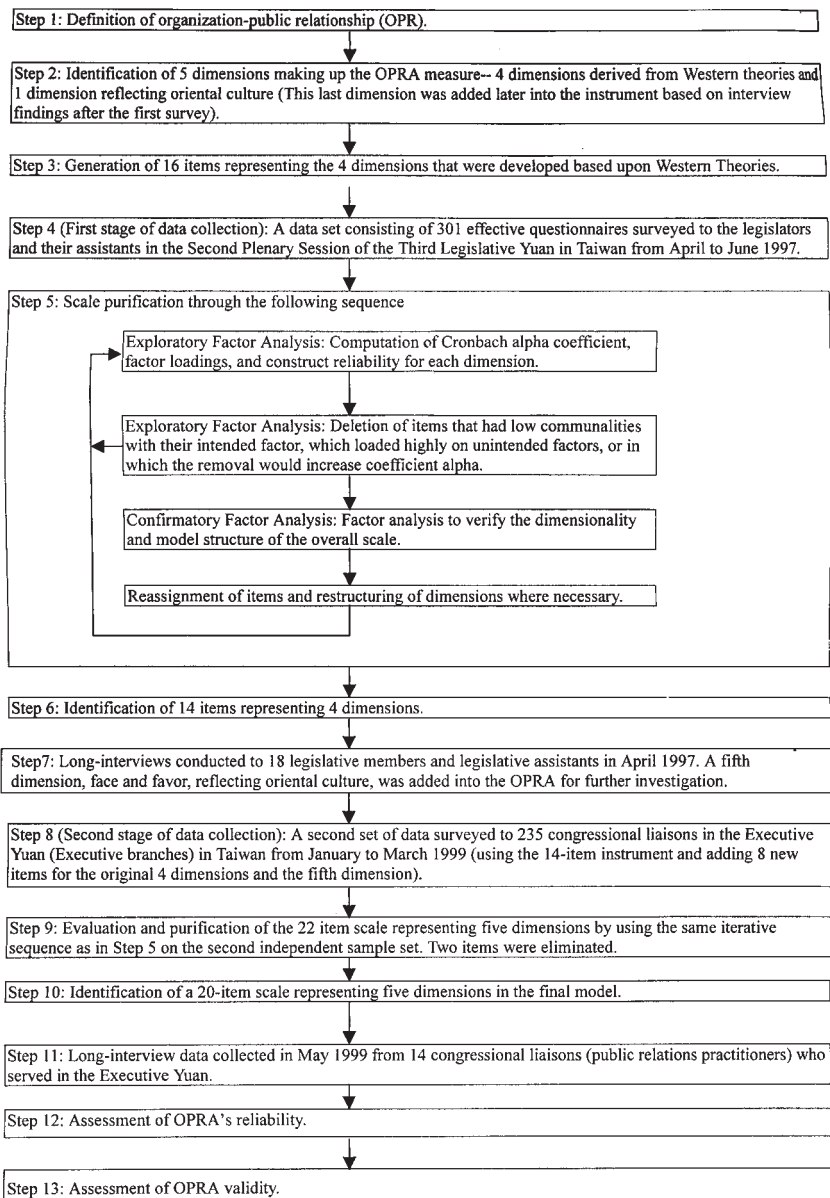 Step 1: Definition of organization-public relationship (OPR).
Step 2: Identification of 5 dimensions making up the OPRA measure-- 4 dimensions derived from Western theories and
1 dimension reflecting oriental culture (This last dimension was added later into the instrument based on interview
findings after the first survey).
Step 3: Generation of 16 items representing the 4 dimensions that were developed based upon Western Theories.
Step 4 (First stage of data collection): A data set consisting of 301 effective questionnaires surveyed to the legislators
and their assistants in the Second Plenary Session of the Third Legislative Yuan in Taiwan from April to June 1997.
Step 5: Scale purification through the following sequence
Exploratory Factor Analysis: Computation of Cronbach alpha coefficient,
factor loadings, and construct reliability for each dimension.
Exploratory Factor Analysis: Deletion of items that had low communalities
with their intended factor, which loaded highly on unintended factors, or in
which the removal would increase coefficient alpha.
Confirmatory Factor Analysis: Factor analysis to verify the dimensionality
and model structure of the overall scale.
Reassignment of items and restructuring of dimensions where necessary.
Step 6: Identification of 14 items representing 4 dimensions.
Step7: Long-interviews conducted to 18 legislative members and legislative assistants in April 1997. A fifth
dimension, face and favor, reflecting oriental culture, was added into the OPRA for further investigation.
Step 8 (Second stage of data collection): A second set of data surveyed to 235 congressional liaisons in the Executive
Yuan (Executive branches) in Taiwan from January to March 1999 (using the 14-item instrument and adding 8 new
items for the original 4 dimensions and the fifth dimension).
Step 9: Evaluation and purification of the 22 item scale representing five dimensions by using the same iterative
sequence as in Step 5 on the second independent sample set. Two items were eliminated.
Step 10: Identification of a 20-item scale representing five dimensions in the final model.
Step 11: Long-interview data collected in May 1999 from 14 congressional liaisons (public relations practitioners) who
served in the Executive Yuan.
Step 12: Assessment of OPRA's reliability.
Step 13: Assessment of OPRA validity.